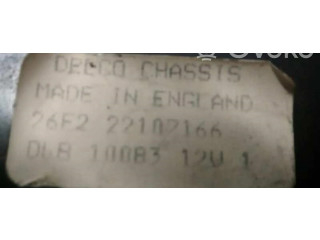 DELCO CHASSIS
MADE IN ENGLAND
26E2 22102166
DLB 10083 12V 1